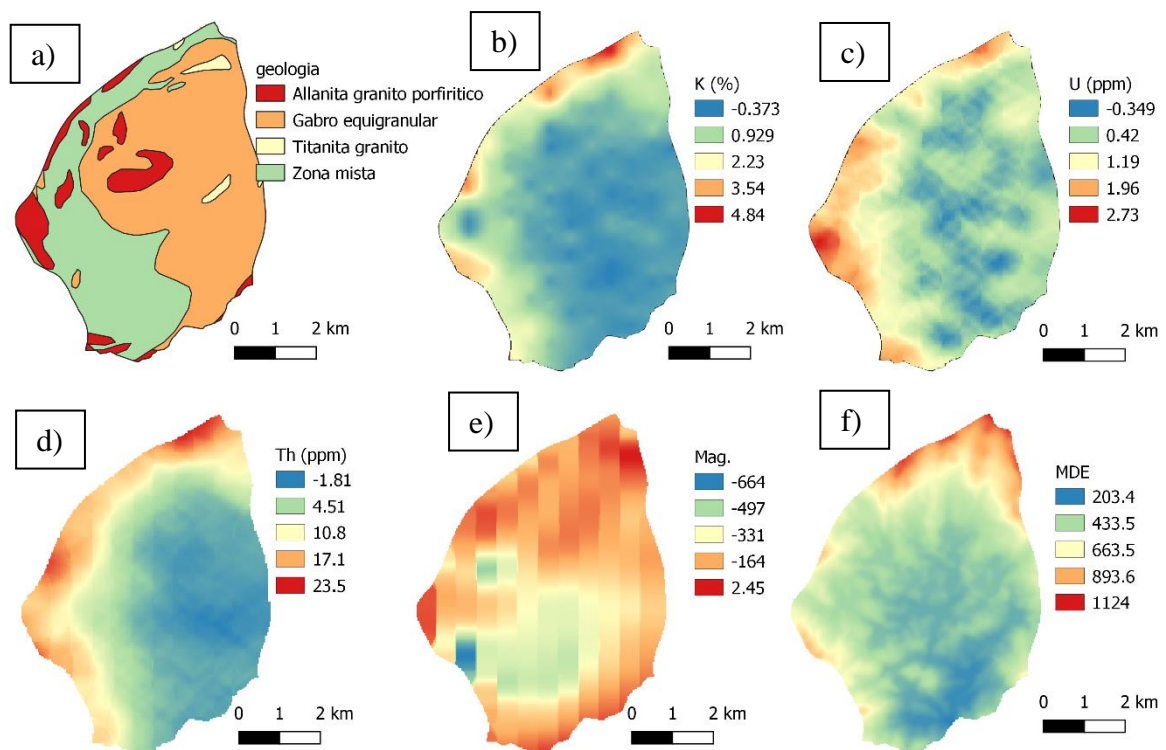 a)
geologia
Allanita granito porfiritico
Gabro equigranular
Titanita granito
Zona mista
0 1 2 km
b)
K (%)
-0.373
0.929
2.23
3.54
4.84
0 1 2 km
c)
U (ppm)
-0.349
0.42
1.19
1.96
2.73
0 1 2 km
d)
Th (ppm)
-1.81
4.51
10.8
17.1
23.5
0 1 2 km
e)
Mag.
-664
-497
-331
-164
2.45
0 1 2 km
f)
MDE
203.4
433.5
663.5
893.6
1124
0 1 2 km